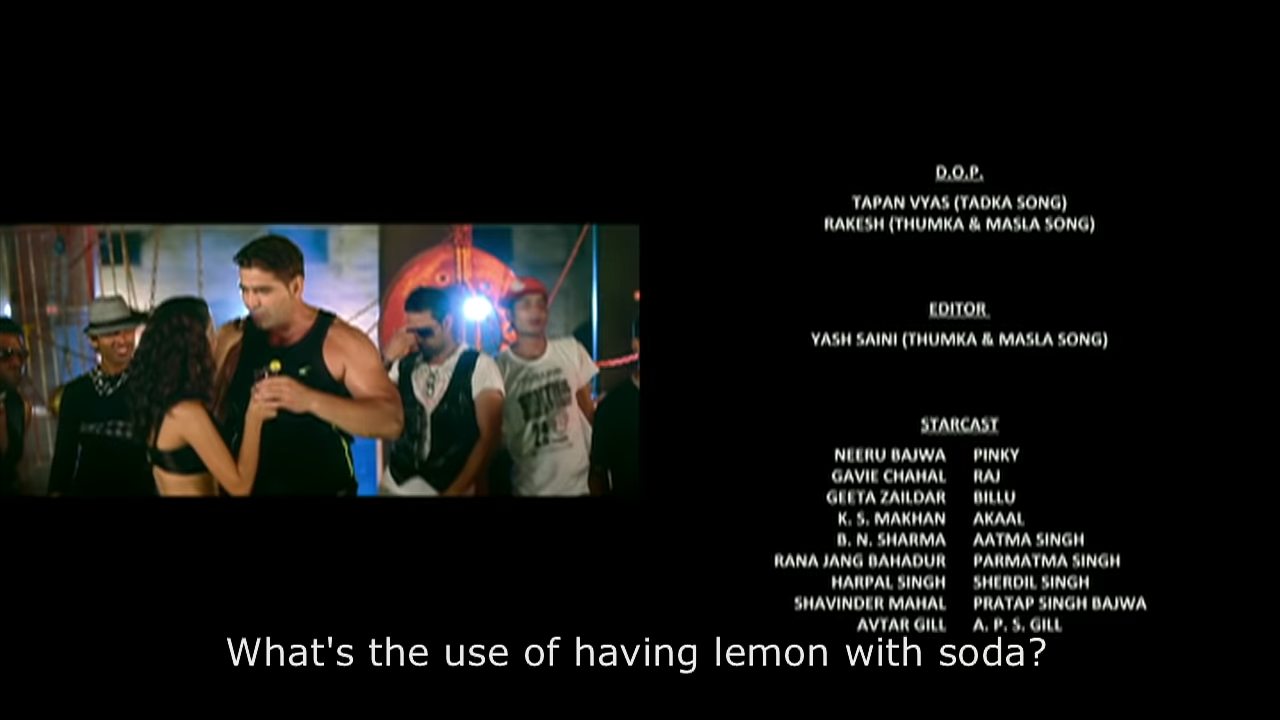 D.O.P.
TAPAN VYAS (TADKA SONG)
RAKESH (THUMKA & MASLA SONG)
EDITOR
YASH SAINI (THUMKA & MASLA SONG)
STARCAST
NEERU BAJWA PINKY
GAVIE CHAHAL RAJ
GEETA ZAILDAR BILLU
K. S. MAKHAN AKAAL
B. N. SHARMA AATMA SINGH
RANA JANG BAHADUR PARMATMA SINGH
HARPAL SINGH SHERDIL SINGH
SHAVINDER MAHAL PRATAP SINGH BAJWA
AVTAR GILL A. P. S. GILL
What's the use of having lemon with soda?